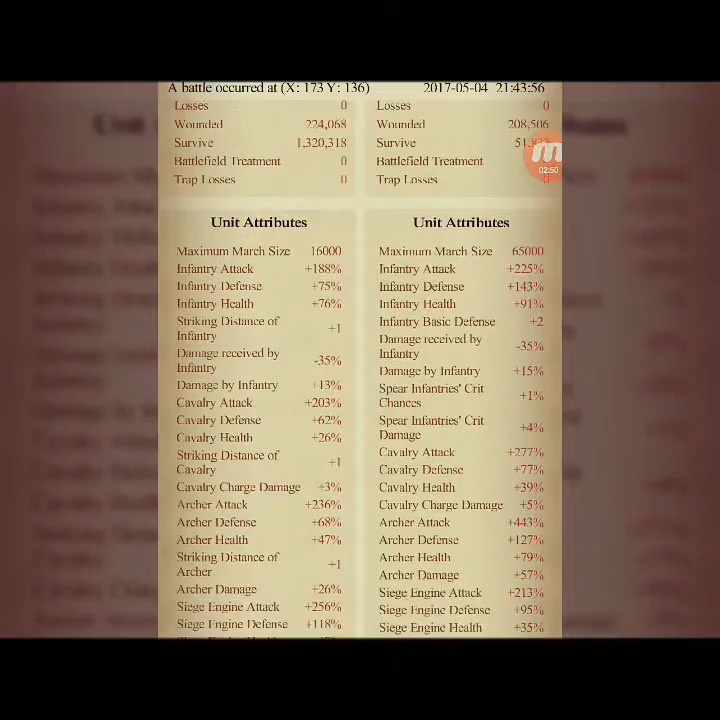 A battle occurred at (X: 173 Y: 136) 2017-05-04 21:43:56
Losses 0
Wounded 224,068
Survive 1,320,318
Battlefield Treatment 0
Trap Losses 0
Unit Attributes
Maximum March Size 16000
Infantry Attack +188%
Infantry Defense +75%
Infantry Health +76%
Striking Distance of
Infantry +1
Damage received by
Infantry -35%
Damage by Infantry +13%
Cavalry Attack +203%
Cavalry Defense +62%
Cavalry Health +26%
Striking Distance of
Cavalry +1
Cavalry Charge Damage +3%
Archer Attack +236%
Archer Defense +68%
Archer Health +47%
Striking Distance of
Archer +1
Archer Damage +26%
Siege Engine Attack +256%
Siege Engine Defense +118%
Losses 0
Wounded 208,506
Survive
Battlefield Treatment
Trap Losses 0
02:50
Unit Attributes
Maximum March Size 65000
Infantry Attack +225%
Infantry Defense +143%
Infantry Health +91%
Infantry Basic Defense +2
Damage received by
Infantry -35%
Damage by Infantry +15%
Spear Infantries' Crit
Chances +1%
Spear Infantries' Crit
Damage +4%
Cavalry Attack +277%
Cavalry Defense +77%
Cavalry Health +39%
Cavalry Charge Damage +5%
Archer Attack +443%
Archer Defense +127%
Archer Health +79%
Archer Damage +57%
Siege Engine Attack +213%
Siege Engine Defense +95%
Siege Engine Health +35%